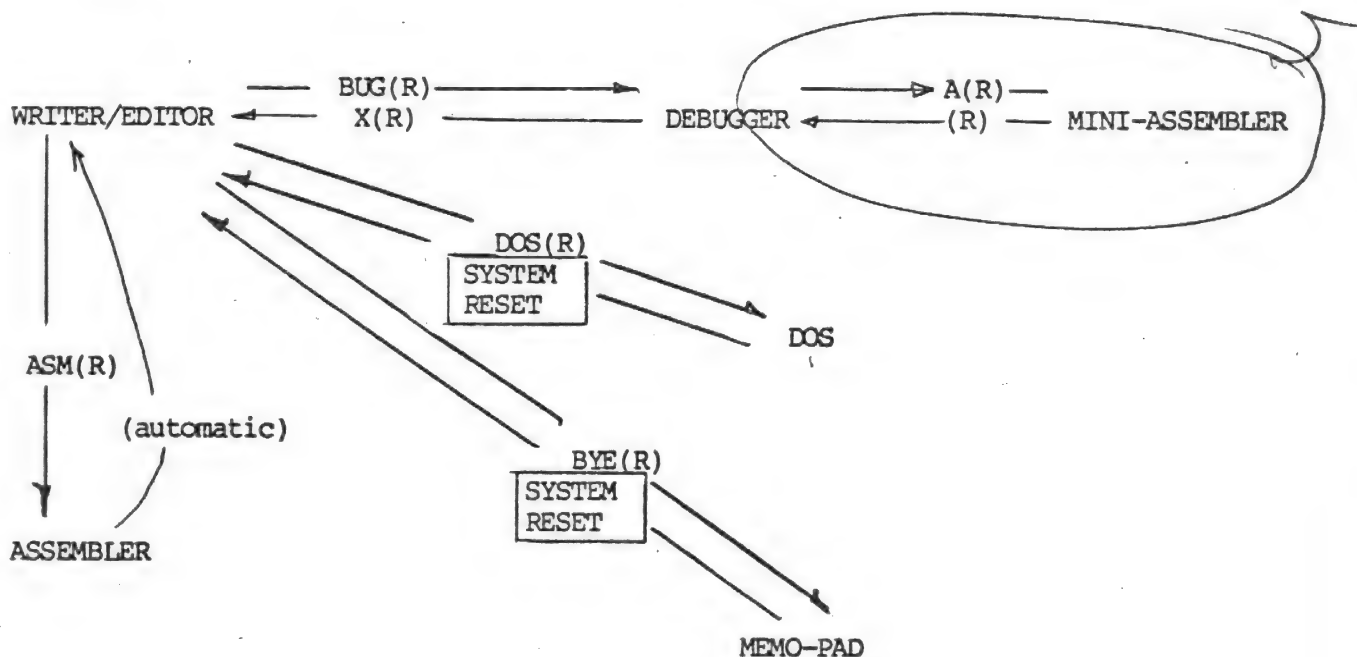 BUG(R) A(R)
WRITER/EDITOR X(R) DEBUGGER (R) MINI-ASSEMBLER
DOS(R)
SYSTEM
RESET
DOS
ASM(R)
(automatic)
BYE(R)
SYSTEM
RESET
ASSEMBLER
MEMO-PAD